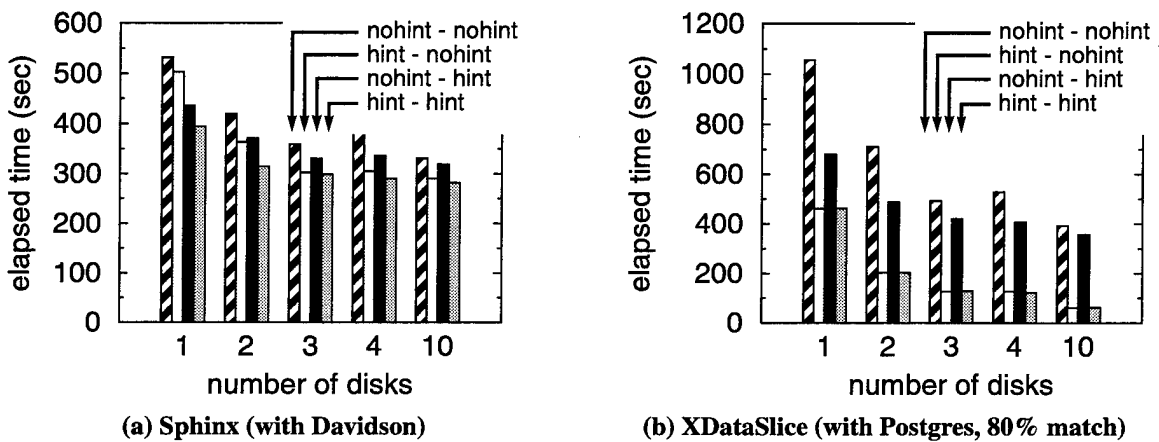 600
500
400
300
200
100
0
elapsed time (sec)
nohint - nohint
hint - nohint
nohint - hint
hint - hint
1 2 3 4 10
number of disks
(a) Sphinx (with Davidson)
1200
1000
800
600
400
200
0
elapsed time (sec)
nohint - nohint
hint - nohint
nohint - hint
hint - hint
1 2 3 4 10
number of disks
(b) XDataSlice (with Postgres, 80% match)